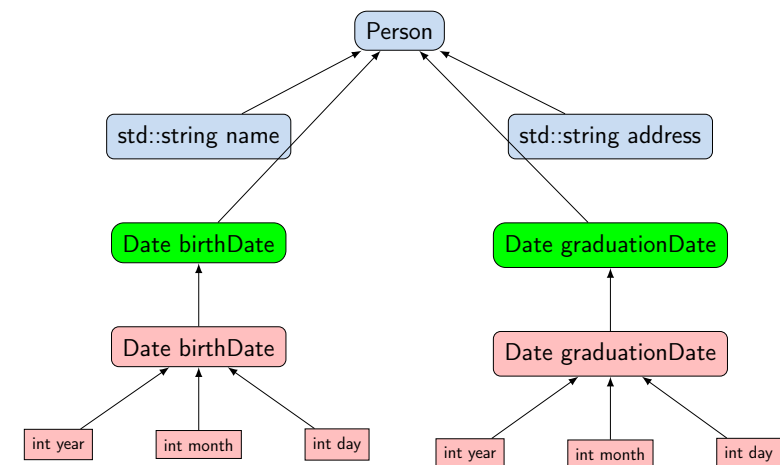 Person
std::string name
std::string address
Date birthDate
Date graduationDate
Date birthDate
Date graduationDate
int year
int month
int day
int year
int month
int day